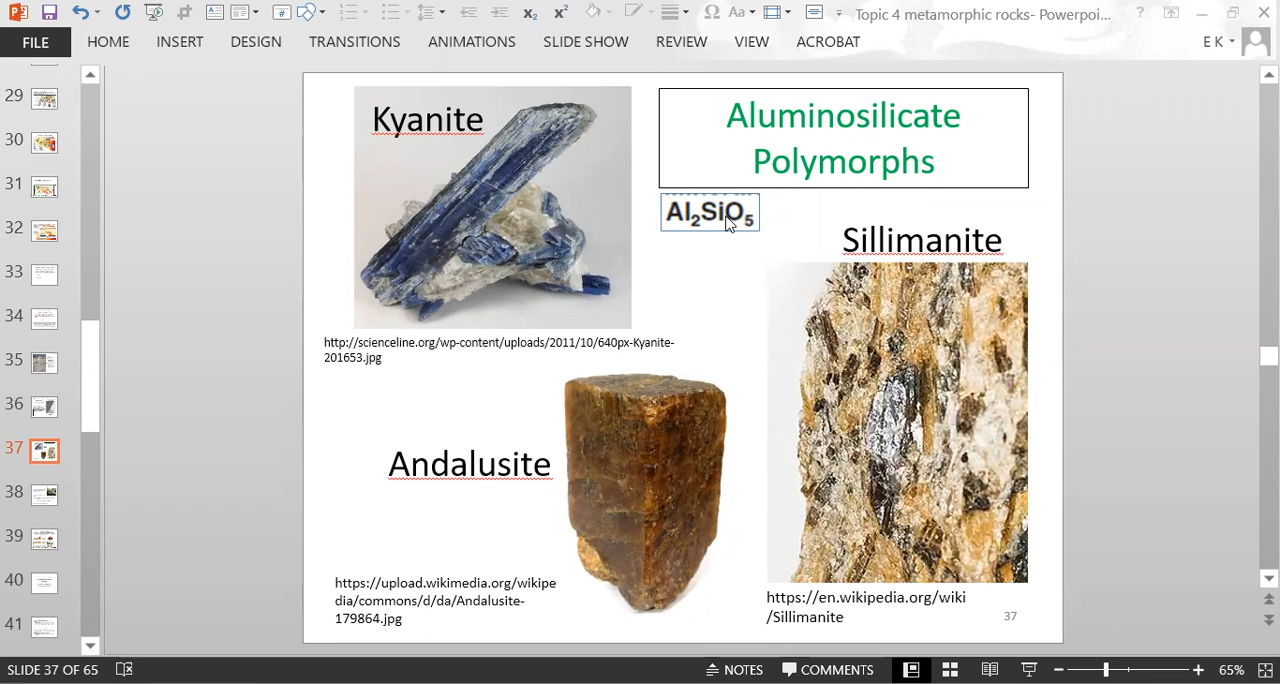 Topic 4 metamorphic rocks- Powerpoi...
FILE
HOME
INSERT
DESIGN
TRANSITIONS
ANIMATIONS
SLIDE SHOW
REVIEW
VIEW
ACROBAT
E K
29
30
31
32
33
34
35
36
37
38
39
40
41
Kyanite
Aluminosilicate
Polymorphs
Al₂SiO₅
Sillimanite
http://scienceline.org/wp-content/uploads/2011/10/640px-Kyanite-
201653.jpg
Andalusite
https://upload.wikimedia.org/wikipe
dia/commons/d/da/Andalusite-
179864.jpg
https://en.wikipedia.org/wiki
/Sillimanite
37
SLIDE 37 OF 65
NOTES
COMMENTS
65%